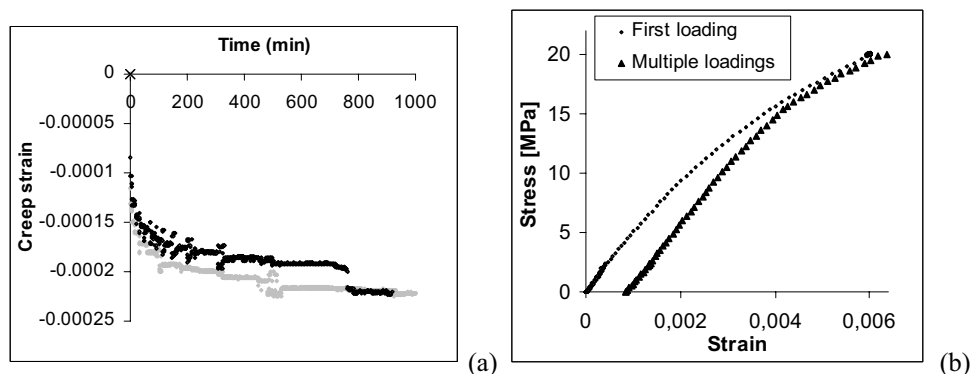 Time (min)
0
0 200 400 600 800 1000
-0.00005
-0.0001
-0.00015
-0.0002
-0.00025
Creep strain
(a)
First loading
Multiple loadings
20
15
10
5
0
Stress [MPa]
0 0,002 0,004 0,006
Strain
(b)